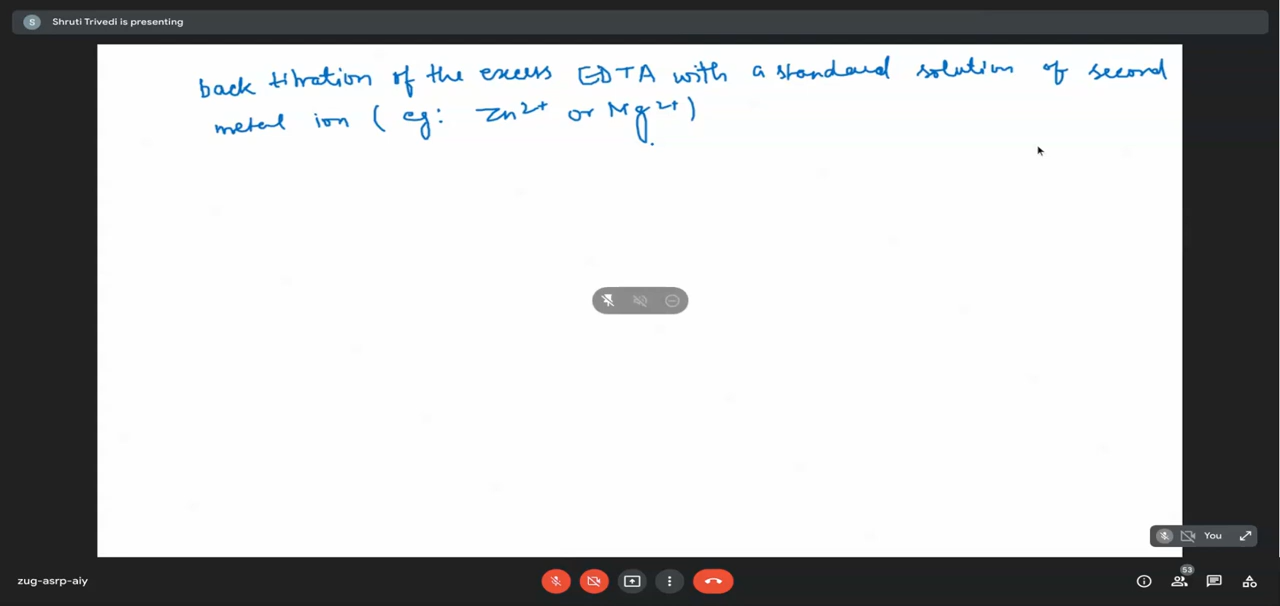 Shruti Trivedi is presenting
back titration of the excess EDTA with a standard solution of second
metal ion ( eg: Zn²⁺ or Mg²⁺)
You
zug-asrp-aiy
53